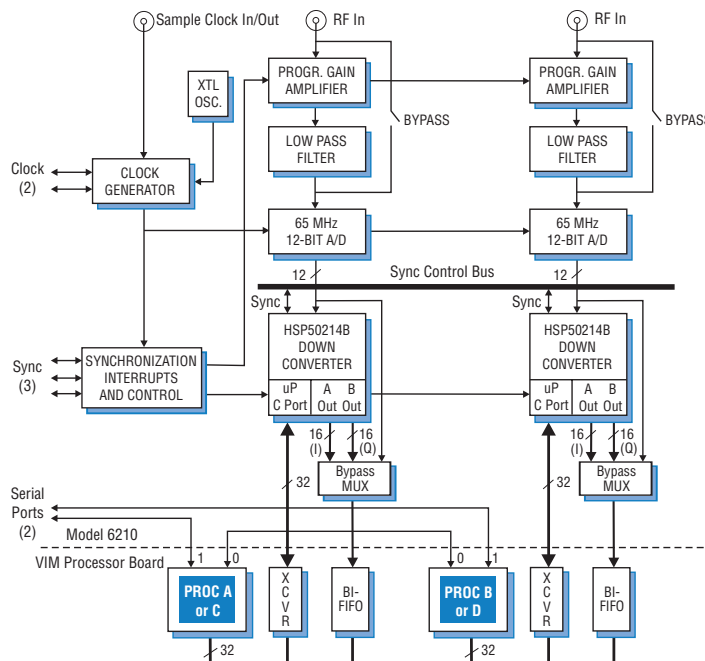 Sample Clock In/Out
RF In
RF In
XTL
OSC.
PROGR. GAIN
AMPLIFIER
PROGR. GAIN
AMPLIFIER
BYPASS
BYPASS
LOW PASS
FILTER
LOW PASS
FILTER
Clock
(2)
CLOCK
GENERATOR
65 MHz
12-BIT A/D
65 MHz
12-BIT A/D
12
Sync Control Bus
12
Sync
Sync
HSP50214B
DOWN
CONVERTER
HSP50214B
DOWN
CONVERTER
Sync
(3)
SYNCHRONIZATION
INTERRUPTS
AND CONTROL
uP
C Port
A
Out
B
Out
uP
C Port
A
Out
B
Out
16
(I)
16
(Q)
16
(I)
16
(Q)
32
Bypass
MUX
32
Bypass
MUX
Serial
Ports
(2)
Model 6210
VIM Processor Board
1
0
0
1
PROC A
or C
X
C
V
R
BI-
FIFO
PROC B
or D
X
C
V
R
BI-
FIFO
32
32